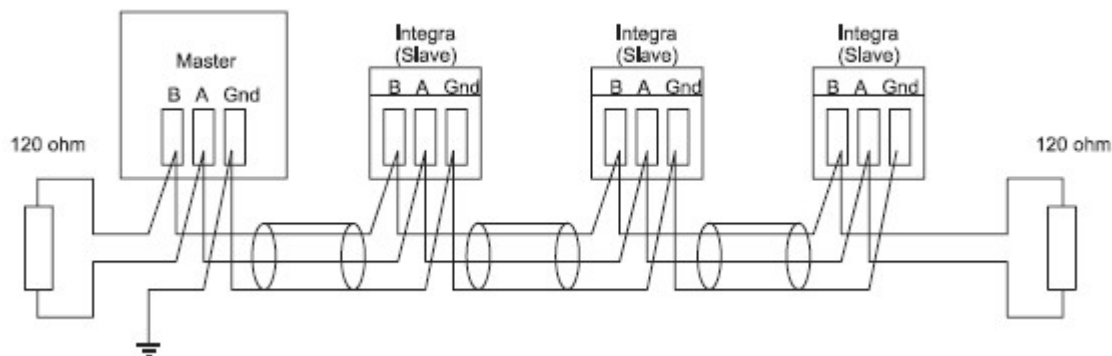 Master
B A Gnd
Integra
(Slave)
B A Gnd
Integra
(Slave)
B A Gnd
Integra
(Slave)
B A Gnd
120 ohm
120 ohm